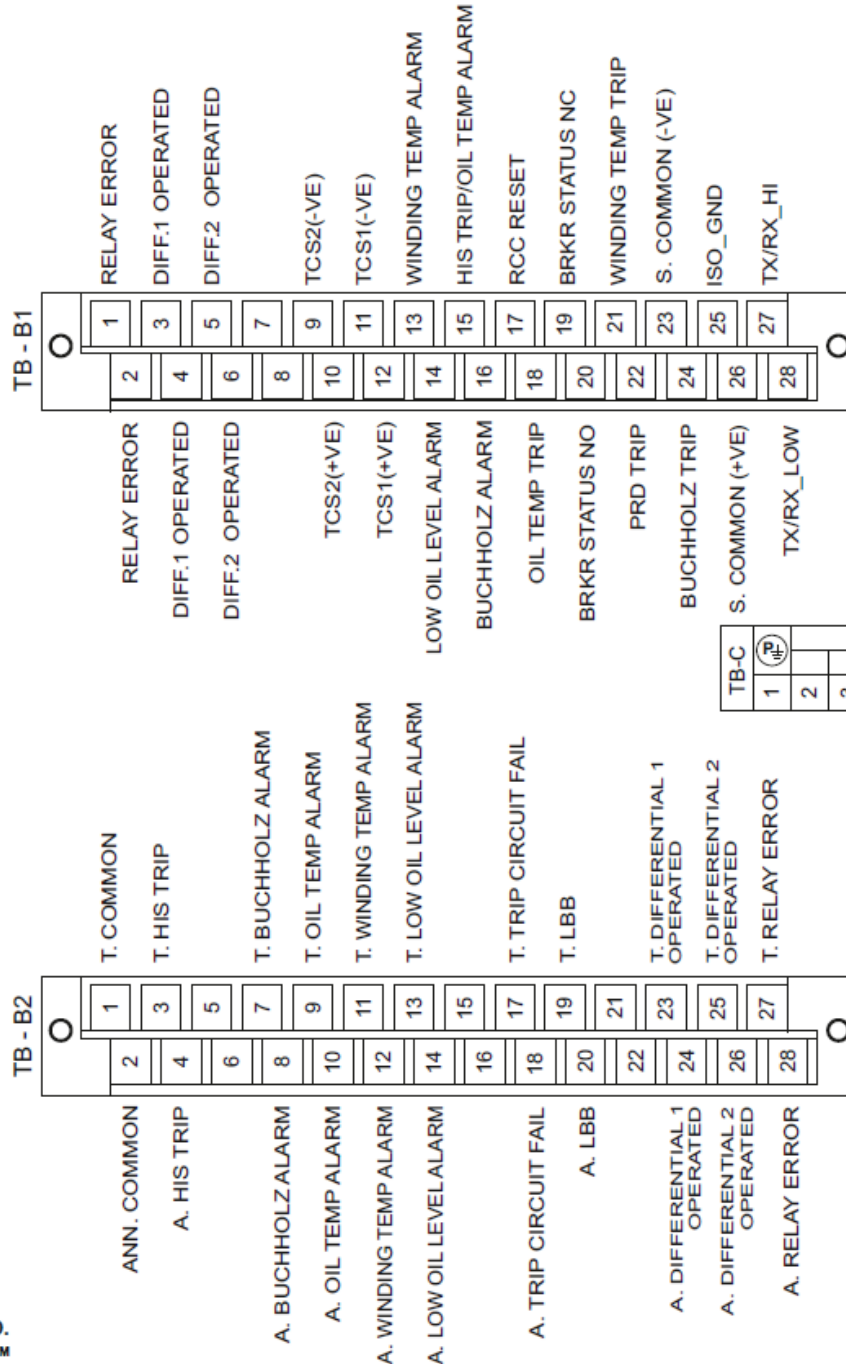 TB - B1
RELAY ERROR
1
2
RELAY ERROR
DIFF.1 OPERATED
3
4
DIFF.1 OPERATED
DIFF.2 OPERATED
5
6
DIFF.2 OPERATED
7
8
TCS2(-VE)
9
10
TCS2(+VE)
TCS1(-VE)
11
12
TCS1(+VE)
WINDING TEMP ALARM
13
14
LOW OIL LEVEL ALARM
HIS TRIP/OIL TEMP ALARM
15
16
BUCHHOLZ ALARM
RCC RESET
17
18
OIL TEMP TRIP
BRKR STATUS NC
19
20
BRKR STATUS NO
WINDING TEMP TRIP
21
22
PRD TRIP
S. COMMON (-VE)
23
24
BUCHHOLZ TRIP
ISO_GND
25
26
S. COMMON (+VE)
TX/RX_HI
27
28
TX/RX_LOW
TB-C
1
P
2
3
TB - B2
T. COMMON
1
2
ANN. COMMON
T. HIS TRIP
3
4
A. HIS TRIP
5
6
T. BUCHHOLZ ALARM
7
8
A. BUCHHOLZ ALARM
T. OIL TEMP ALARM
9
10
A. OIL TEMP ALARM
T. WINDING TEMP ALARM
11
12
A. WINDING TEMP ALARM
T. LOW OIL LEVEL ALARM
13
14
A. LOW OIL LEVEL ALARM
15
16
T. TRIP CIRCUIT FAIL
17
18
A. TRIP CIRCUIT FAIL
T. LBB
19
20
A. LBB
21
22
T. DIFFERENTIAL 1
OPERATED
23
24
A. DIFFERENTIAL 1
OPERATED
T. DIFFERENTIAL 2
OPERATED
25
26
A. DIFFERENTIAL 2
OPERATED
T. RELAY ERROR
27
28
A. RELAY ERROR